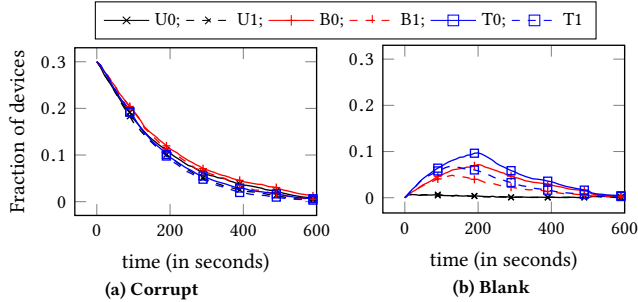 U0; U1; B0; B1; T0; T1
Fraction of devices
0.3
0.2
0.1
0
0 200 400 600
time (in seconds)
(a) Corrupt
0.3
0.2
0.1
0
0 200 400 600
time (in seconds)
(b) Blank